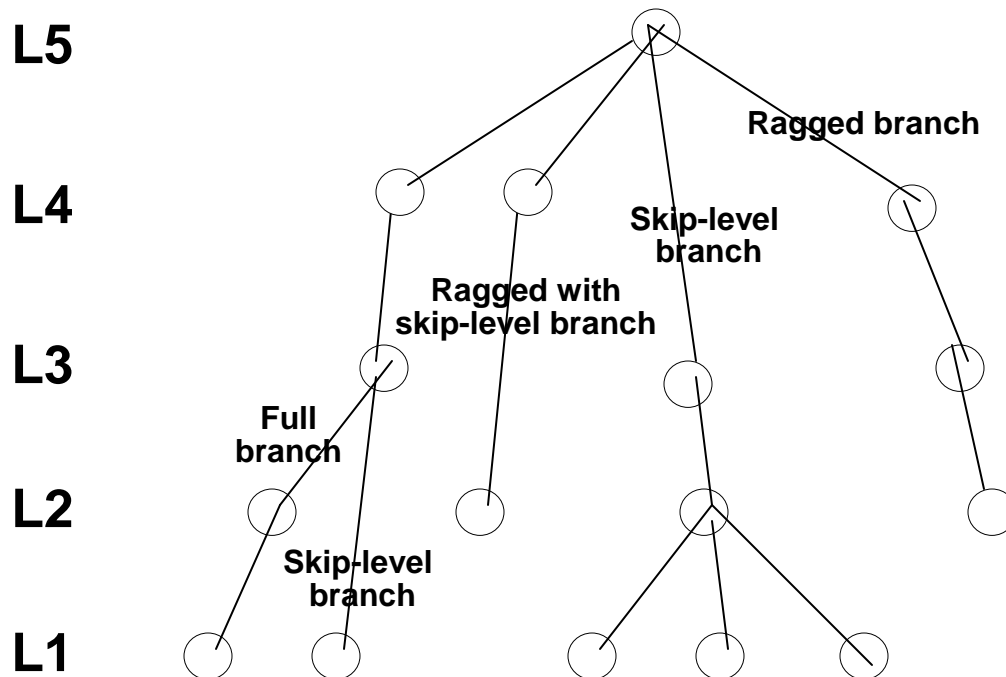 L5
Ragged branch
L4
Skip-level
branch
Ragged with
skip-level branch
L3
Full
branch
L2
Skip-level
branch
L1